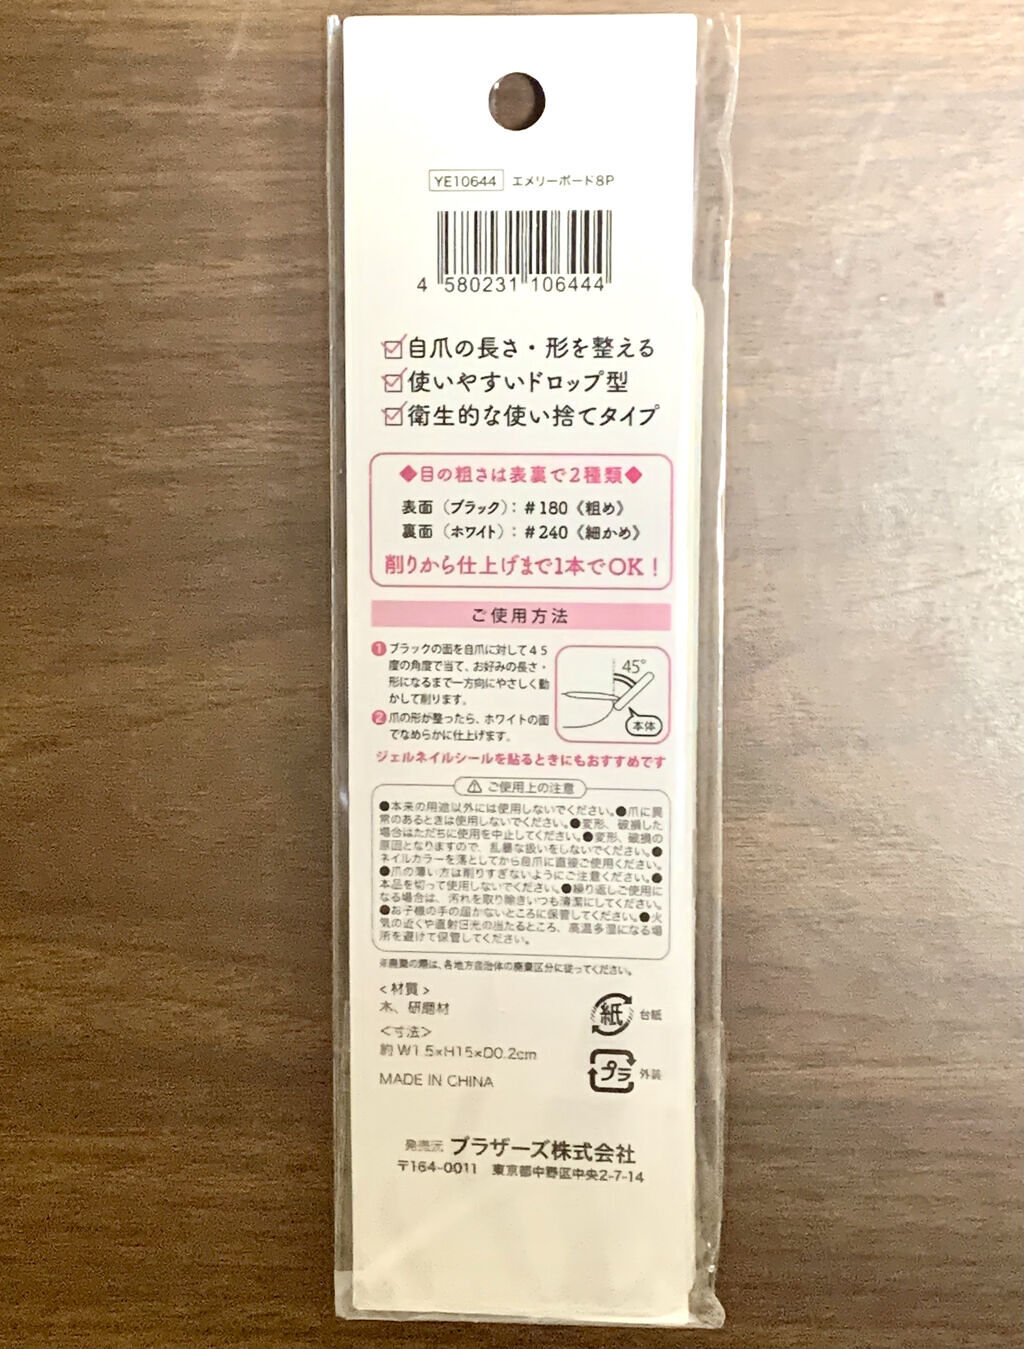 YE10644 エメリーボード8P
4 580231 106444
自爪の長さ・形を整える
使いやすいドロップ型
衛生的な使い捨てタイプ
◆目の粗さは表裏で2種類◆
表面（ブラック）：＃180《粗め》
裏面（ホワイト）：＃240《細かめ》
削りから仕上げまで1本でOK！
ご使用方法
1 ブラックの面を自爪に対して45
度の角度で当て、お好みの長さ・
形になるまで一方向にやさしく動
かして削ります。
2 爪の形が整ったら、ホワイトの面
でなめらかに仕上げます。
45°
本体
ジェルネイルシールを貼るときにもおすすめです
⚠ ご使用上の注意
●本来の用途以外には使用しないでください。●爪に異
常のあるときは使用しないでください。●変形、破損した
場合はただちに使用を中止してください。●変形、破損の
原因となりますので、乱暴な扱いをしないでください。●
ネイルカラーを落としてから自爪に直接ご使用ください。
●爪の薄い方は削りすぎないようにご注意ください。●
本品を切って使用しないでください。●繰り返しご使用に
なる場合は、汚れを取り除きいつも清潔にしてください。
●お子様の手の届かないところに保管してください。●火
気の近くや直射日光の当たるところ、高温多湿になる場
所を避けて保管してください。
※廃棄の際は、各地方自治体の廃棄区分に従ってください。
<材質>
木、研磨材
<寸法>
約W1.5×H15×D0.2cm
MADE IN CHINA
紙 台紙
プラ 外装
発売元 ブラザーズ株式会社
〒164-0011 東京都中野区中央2-7-14